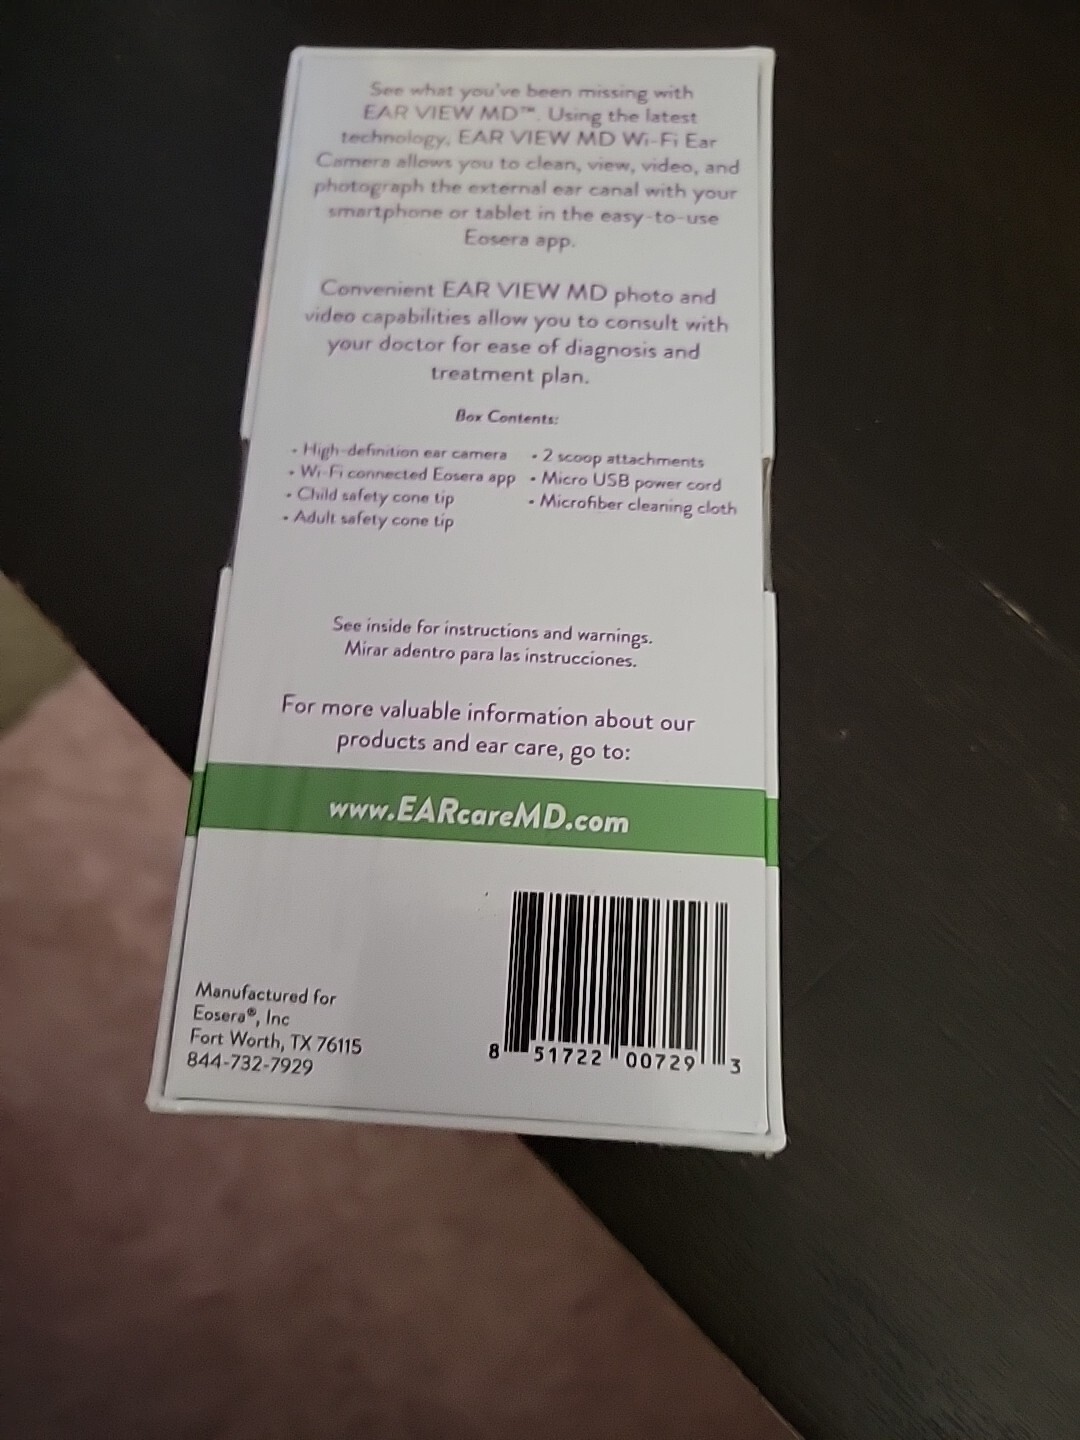 See what you've been missing with
EAR VIEW MD™. Using the latest
technology, EAR VIEW MD Wi-Fi Ear
Camera allows you to clean, view, video, and
photograph the external ear canal with your
smartphone or tablet in the easy-to-use
Eosera app.
Convenient EAR VIEW MD photo and
video capabilities allow you to consult with
your doctor for ease of diagnosis and
treatment plan.
Box Contents:
• High-definition ear camera
• Wi-Fi connected Eosera app
• Child safety cone tip
• Adult safety cone tip
• 2 scoop attachments
• Micro USB power cord
• Microfiber cleaning cloth
See inside for instructions and warnings.
Mirar adentro para las instrucciones.
For more valuable information about our
products and ear care, go to:
www.EARcareMD.com
Manufactured for
Eosera®, Inc
Fort Worth, TX 76115
844-732-7929
8 51722 00729 3